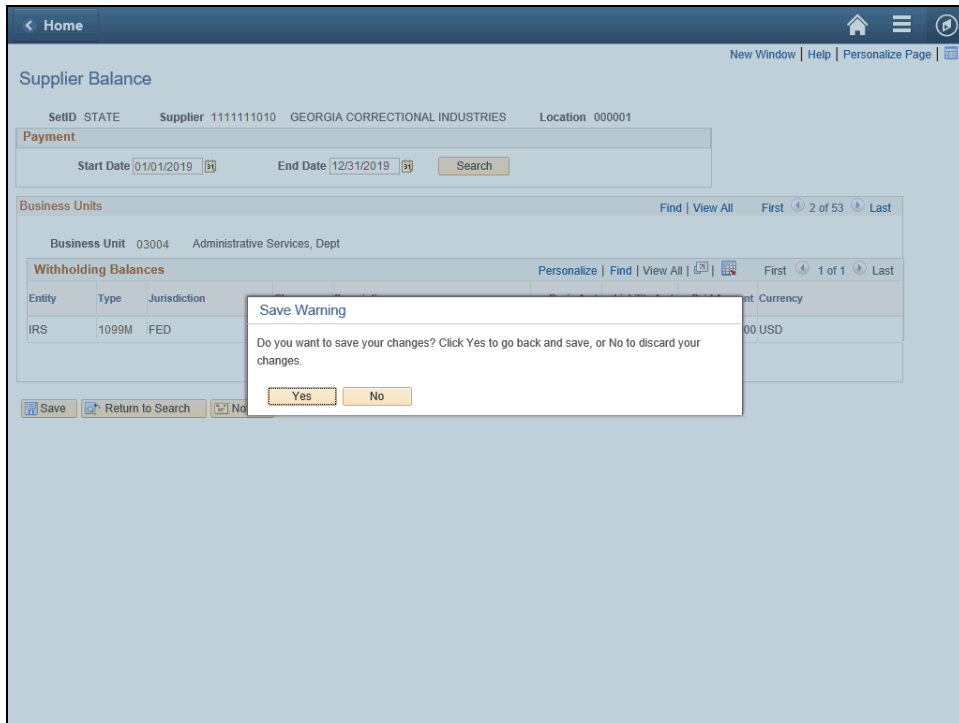 Home
New Window | Help | Personalize Page |
Supplier Balance
SetID STATE Supplier 1111111010 GEORGIA CORRECTIONAL INDUSTRIES Location 000001
Payment
Start Date 01/01/2019 31 End Date 12/31/2019 31 Search
Business Units Find | View All First 2 of 53 Last
Business Unit 03004 Administrative Services, Dept
Withholding Balances Personalize | Find | View All | | First 1 of 1 Last
Entity Type Jurisdiction Currency
IRS 1099M FED 00 USD
Save Warning
Do you want to save your changes? Click Yes to go back and save, or No to discard your
changes.
Yes No
Save Return to Search No